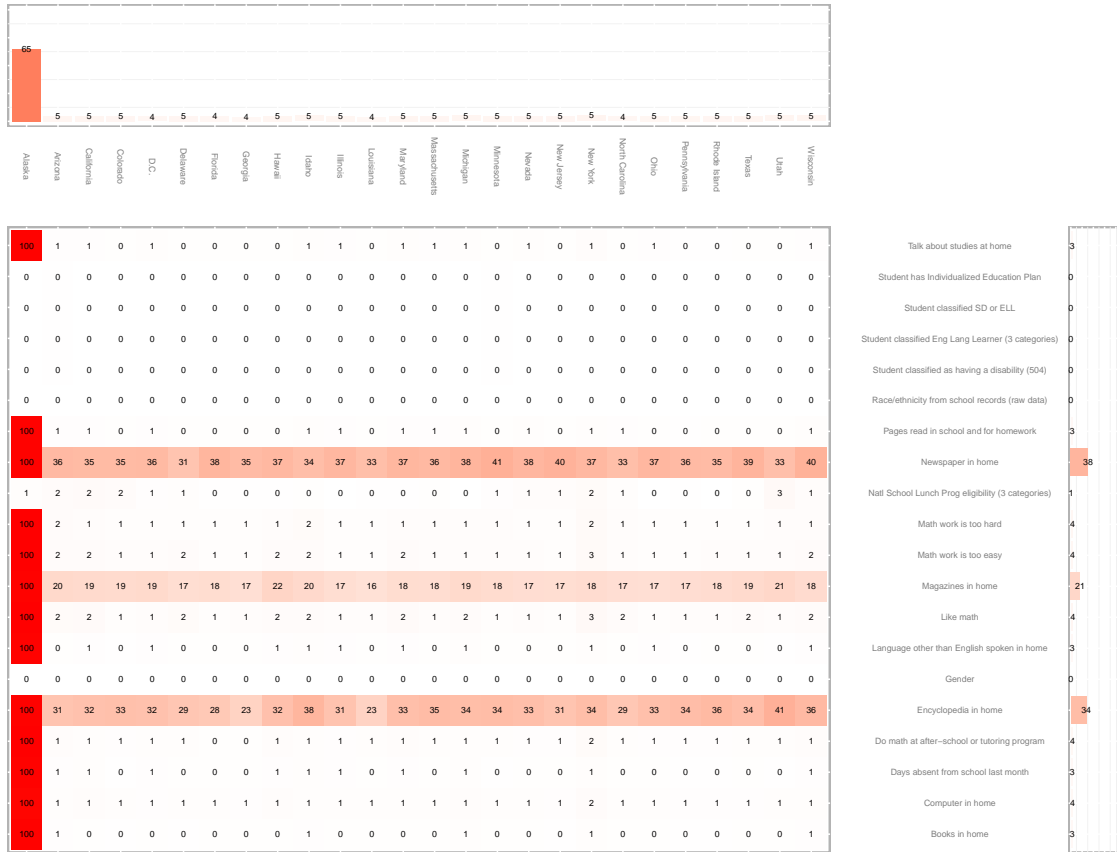 65 5 5 5 4 5 4 4 5 5 5 4 5 5 5 5 5 5 5 4 5 5 5 5 5 5
Alaska Arizona California Colorado D.C. Delaware Florida Georgia Hawaii Idaho Illinois Louisiana Maryland Massachusetts Michigan Minnesota Nevada New Jersey New York North Carolina Ohio Pennsylvania Rhode Island Texas Utah Wisconsin
100 1 1 0 1 0 0 0 0 1 1 0 1 1 1 0 1 0 1 0 1 0 0 0 0 1 Talk about studies at home 3
0 0 0 0 0 0 0 0 0 0 0 0 0 0 0 0 0 0 0 0 0 0 0 0 0 0 Student has Individualized Education Plan 0
0 0 0 0 0 0 0 0 0 0 0 0 0 0 0 0 0 0 0 0 0 0 0 0 0 0 Student classified SD or ELL 0
0 0 0 0 0 0 0 0 0 0 0 0 0 0 0 0 0 0 0 0 0 0 0 0 0 0 Student classified Eng Lang Learner (3 categories) 0
0 0 0 0 0 0 0 0 0 0 0 0 0 0 0 0 0 0 0 0 0 0 0 0 0 0 Student classified as having a disability (504) 0
0 0 0 0 0 0 0 0 0 0 0 0 0 0 0 0 0 0 0 0 0 0 0 0 0 0 Race/ethnicity from school records (raw data) 0
100 1 1 0 1 0 0 0 0 1 1 0 1 1 1 0 1 0 1 1 0 0 0 0 0 1 Pages read in school and for homework 3
100 36 35 35 36 31 38 35 37 34 37 33 37 36 38 41 38 40 37 33 37 36 35 39 33 40 Newspaper in home 38
1 2 2 2 1 1 0 0 0 0 0 0 0 0 0 1 1 1 2 1 0 0 0 0 3 1 Natl School Lunch Prog eligibility (3 categories) 1
100 2 1 1 1 1 1 1 1 2 1 1 1 1 1 1 1 1 2 1 1 1 1 1 1 1 Math work is too hard 4
100 2 2 1 1 2 1 1 2 2 1 1 2 1 1 1 1 1 3 1 1 1 1 1 1 2 Math work is too easy 4
100 20 19 19 19 17 18 17 22 20 17 16 18 18 19 18 17 17 18 17 17 17 18 19 21 18 Magazines in home 21
100 2 2 1 1 2 1 1 2 2 1 1 2 1 2 1 1 1 3 2 1 1 1 2 1 2 Like math 4
100 0 1 0 1 0 0 0 1 1 1 0 1 0 1 0 0 0 1 0 1 0 0 0 0 1 Language other than English spoken in home 3
0 0 0 0 0 0 0 0 0 0 0 0 0 0 0 0 0 0 0 0 0 0 0 0 0 0 Gender 0
100 31 32 33 32 29 28 23 32 38 31 23 33 35 34 34 33 31 34 29 33 34 36 34 41 36 Encyclopedia in home 34
100 1 1 1 1 1 0 0 1 1 1 1 1 1 1 1 1 1 2 1 1 1 1 1 1 1 Do math at after−school or tutoring program 4
100 1 1 0 1 0 0 0 1 1 1 0 1 0 1 0 0 0 1 0 0 0 0 0 0 1 Days absent from school last month 3
100 1 1 1 1 1 1 1 1 1 1 1 1 1 1 1 1 1 2 1 1 1 1 1 1 1 Computer in home 4
100 1 0 0 0 0 0 0 0 1 0 0 0 0 1 0 0 0 1 0 0 0 0 0 0 1 Books in home 3